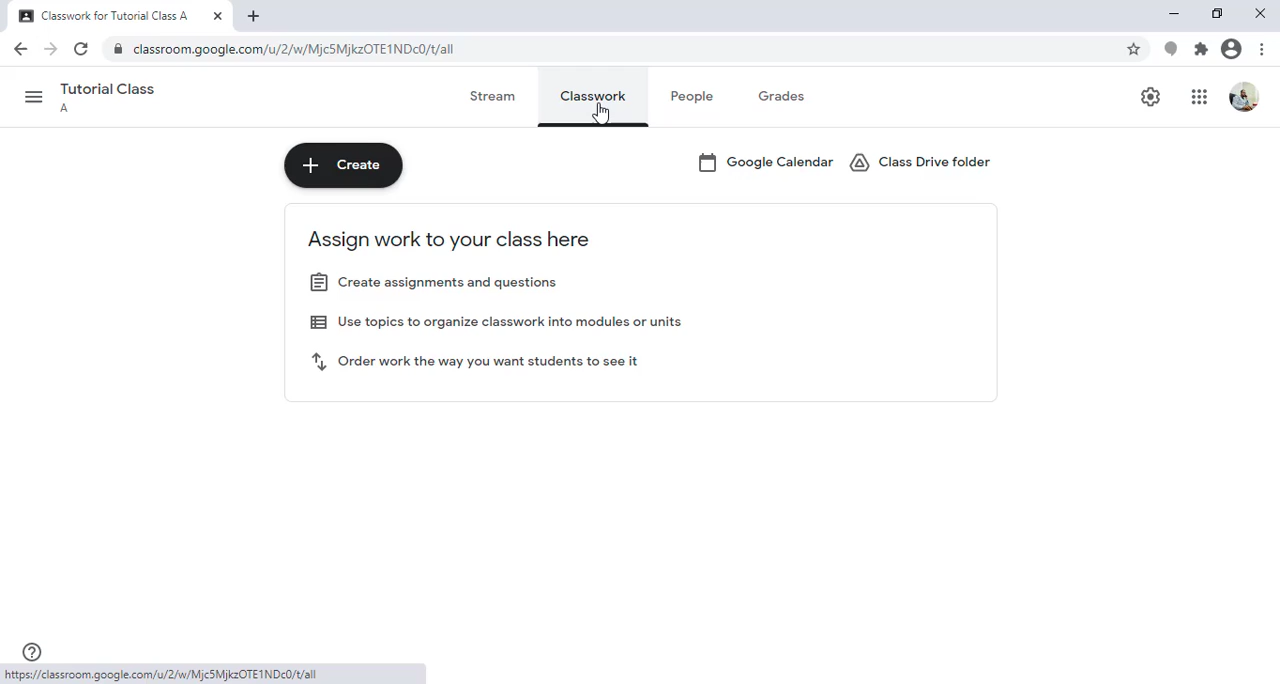 Classwork for Tutorial Class A
classroom.google.com/u/2/w/Mjc5MjkzOTE1NDc0/t/all
Tutorial Class
A
Stream
Classwork
People
Grades
Create
Google Calendar
Class Drive folder
Assign work to your class here
Create assignments and questions
Use topics to organize classwork into modules or units
Order work the way you want students to see it
https://classroom.google.com/u/2/w/Mjc5MjkzOTE1NDc0/t/all